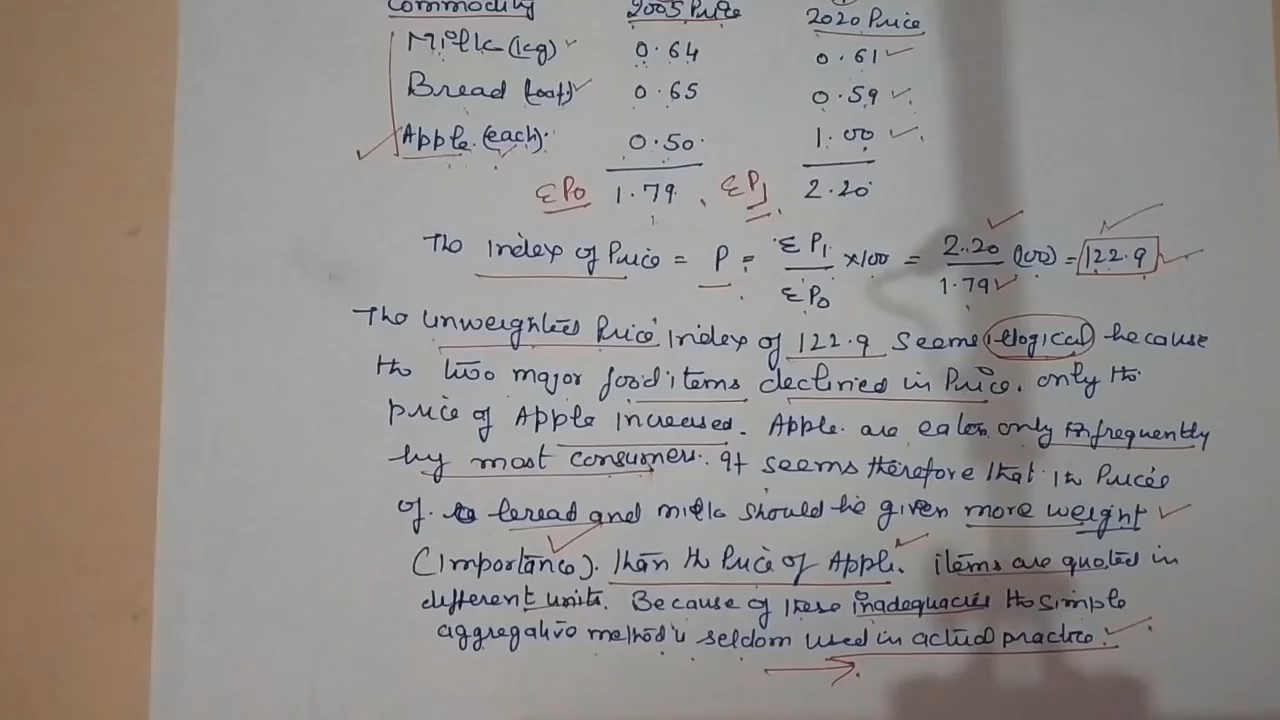 Commodity 2005 Price 2020 Price
Milk (kg) 0.64 0.61
Bread (loaf) 0.65 0.59
Apple (each) 0.50 1.00
ΣP0 1.79 ΣP1 2.20
The Index of Price = P = ΣP1/ΣP0 x100 = 2.20/1.79 (100) = 122.9
The unweighted Price index of 122.9 seems illogical because
the two major food items declined in Price. only the
price of Apple increased. Apple are eaten only infrequently
by most consumers. It seems therefore that the Prices
of bread and milk should be given more weight
(Importance). than the Price of Apple. items are quoted in
different units. Because of these inadequacies the simple
aggregative method is seldom used in actual practice.